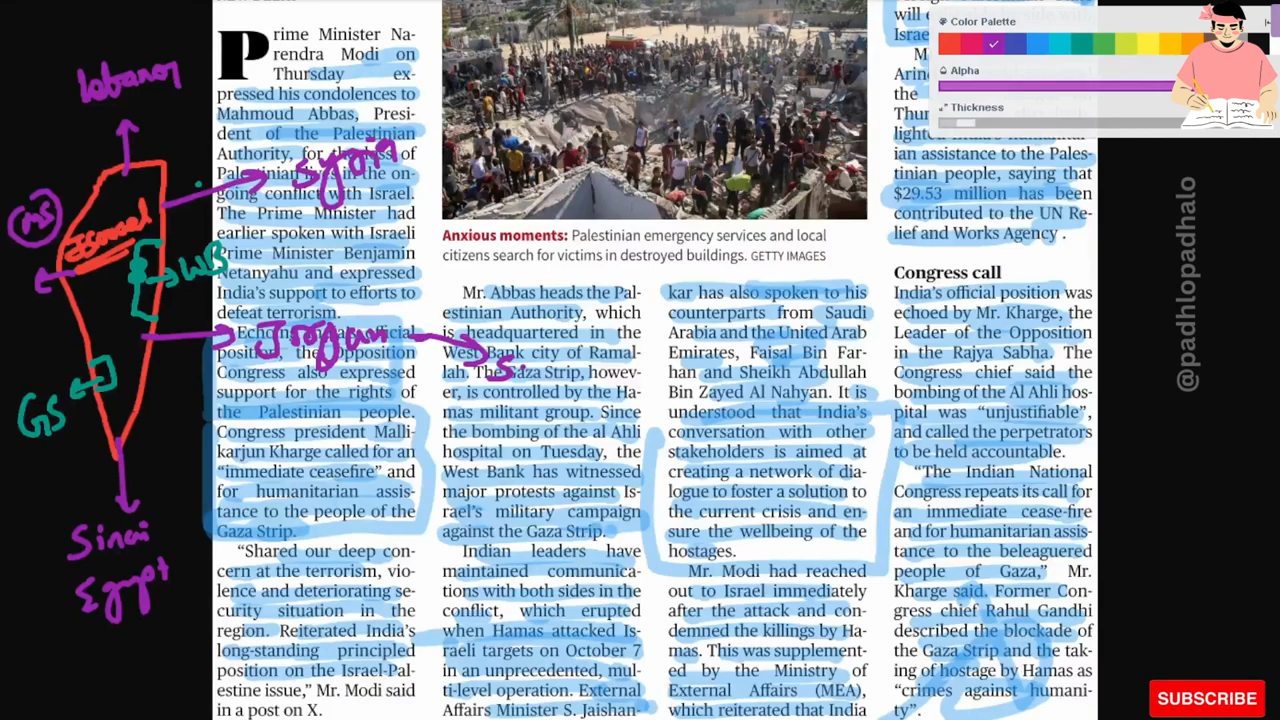 Prime Minister Na-
rendra Modi on
Thursday ex-
pressed his condolences to
Mahmoud Abbas, Presi-
dent of the Palestinian
Authority, for the loss of
Palestinian lives in the on-
going conflict with Israel.
The Prime Minister had
earlier spoken with Israeli
Prime Minister Benjamin
Netanyahu and expressed
India's support to efforts to
defeat terrorism.
Echoing official
position, the opposition
Congress also expressed
support for the rights of
the Palestinian people.
Congress president Malli-
karjun Kharge called for an
“immediate ceasefire” and
for humanitarian assis-
tance to the people of the
Gaza Strip.
“Shared our deep con-
cern at the terrorism, vio-
lence and deteriorating se-
curity situation in the
region. Reiterated India's
long-standing principled
position on the Israel-Pal-
estine issue,” Mr. Modi said
in a post on X.
Anxious moments: Palestinian emergency services and local
citizens search for victims in destroyed buildings. GETTY IMAGES
Mr. Abbas heads the Pal-
estinian Authority, which
is headquartered in the
West Bank city of Ramal-
lah. The Gaza Strip, howev-
er, is controlled by the Ha-
mas militant group. Since
the bombing of the al Ahli
hospital on Tuesday, the
West Bank has witnessed
major protests against Is-
rael's military campaign
against the Gaza Strip.
Indian leaders have
maintained communica-
tions with both sides in the
conflict, which erupted
when Hamas attacked Is-
raeli targets on October 7
in an unprecedented, mul-
ti-level operation. External
Affairs Minister S. Jaishan-
kar has also spoken to his
counterparts from Saudi
Arabia and the United Arab
Emirates, Faisal Bin Far-
han and Sheikh Abdullah
Bin Zayed Al Nahyan. It is
understood that India's
conversation with other
stakeholders is aimed at
creating a network of dia-
logue to foster a solution to
the current crisis and en-
sure the wellbeing of the
hostages.
Mr. Modi had reached
out to Israel immediately
after the attack and con-
demned the killings by Ha-
mas. This was supplement-
ed by the Ministry of
External Affairs (MEA),
which reiterated that India
will
Israe
Arin
the
Thur
light
ian assistance to the Pales-
tinian people, saying that
$29.53 million has been
contributed to the UN Re-
lief and Works Agency .
Congress call
India's official position was
echoed by Mr. Kharge, the
Leader of the Opposition
in the Rajya Sabha. The
Congress chief said the
bombing of the Al Ahli hos-
pital was “unjustifiable”,
and called the perpetrators
to be held accountable.
“The Indian National
Congress repeats its call for
an immediate cease-fire
and for humanitarian assis-
tance to the beleaguered
people of Gaza,” Mr.
Kharge said. Former Con-
gress chief Rahul Gandhi
described the blockade of
the Gaza Strip and the tak-
ing of hostage by Hamas as
“crimes against humani-
ty”.
Color Palette
Alpha
Thickness
Lebanon
Syria
MS
Israel
WB
Jordan
S
GS
Sinai
Egypt
@padhlopadhalo
SUBSCRIBE